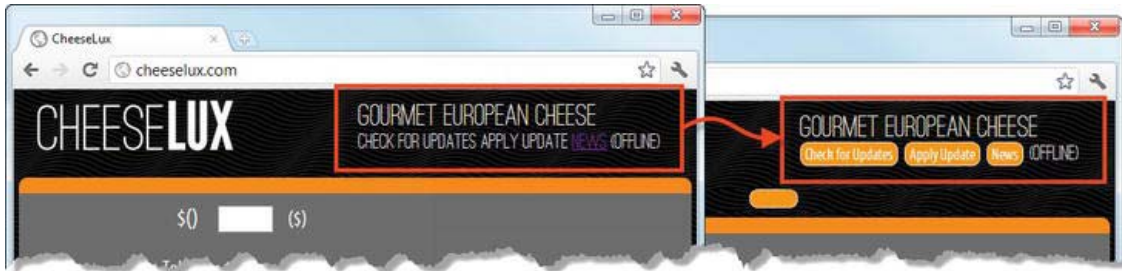 CheeseLux
cheeselux.com
CHEESELUX
GOURMET EUROPEAN CHEESE
CHECK FOR UPDATES APPLY UPDATE NEWS (OFFLINE)
$() ($)
GOURMET EUROPEAN CHEESE
Check for Updates Apply Update News (OFFLINE)